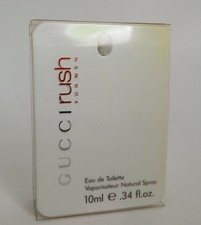 GUCCI rush
FOR MEN
Eau de Toilette
Vaporisateur Natural Spray
10ml e .34 fl.oz.